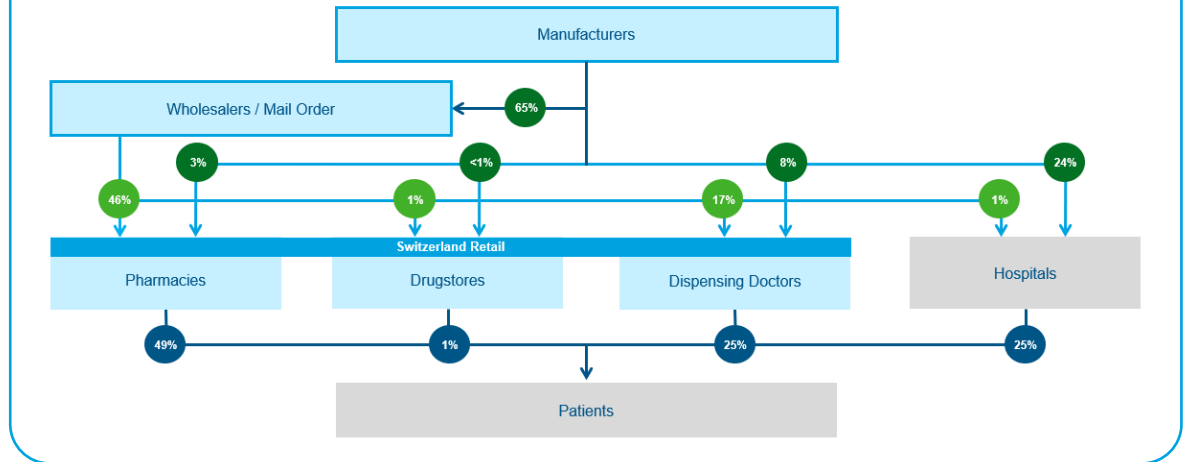 Manufacturers
Wholesalers / Mail Order
65%
3%
<1%
8%
24%
46%
1%
17%
1%
Switzerland Retail
Pharmacies
Drugstores
Dispensing Doctors
Hospitals
49%
1%
25%
25%
Patients